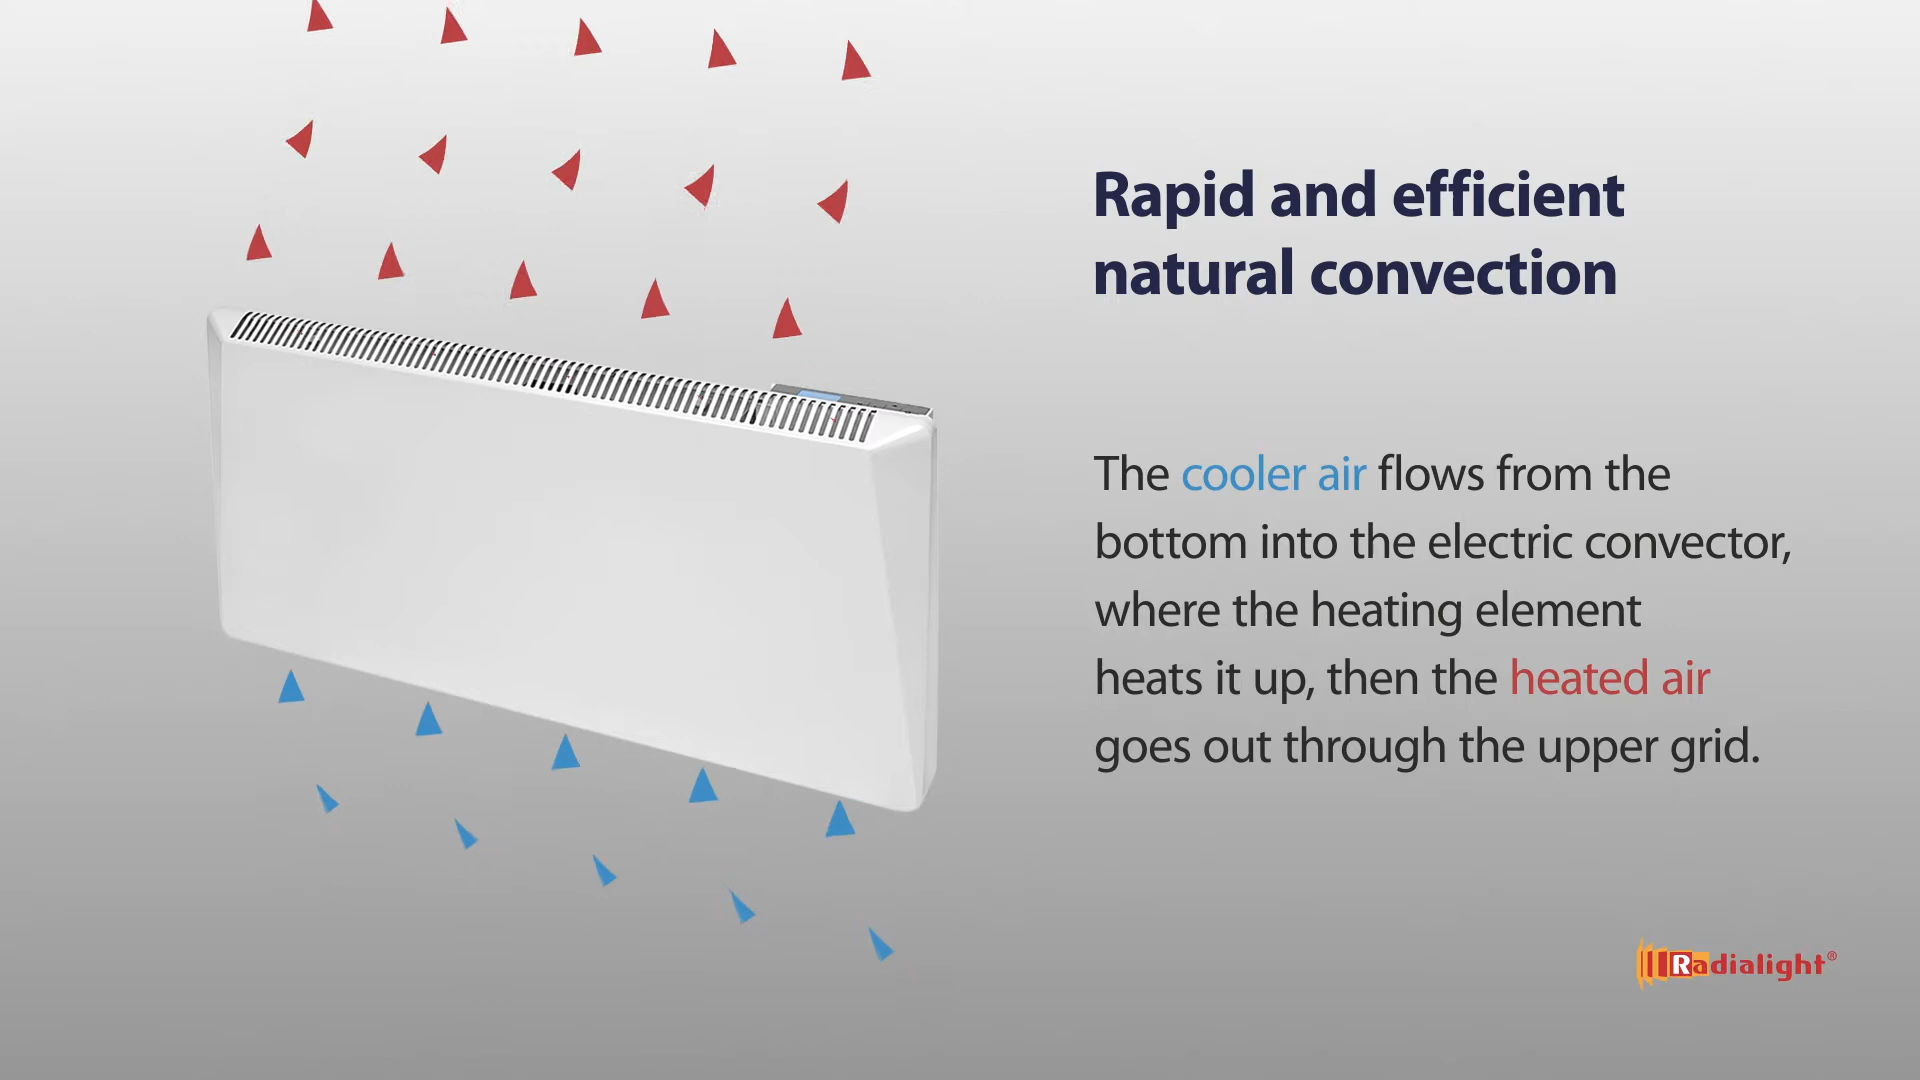 Rapid and efficient
natural convection
The cooler air flows from the
bottom into the electric convector,
where the heating element
heats it up, then the heated air
goes out through the upper grid.
Radialight®